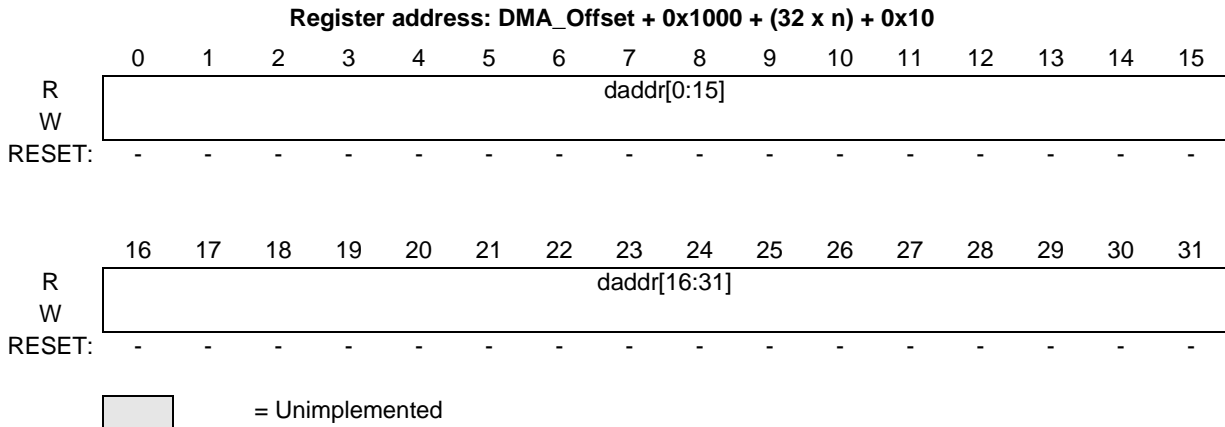 Register address: DMA_Offset + 0x1000 + (32 x n) + 0x10
0 1 2 3 4 5 6 7 8 9 10 11 12 13 14 15
R daddr[0:15]
W
RESET: - - - - - - - - - - - - - - - -
16 17 18 19 20 21 22 23 24 25 26 27 28 29 30 31
R daddr[16:31]
W
RESET: - - - - - - - - - - - - - - - -
= Unimplemented